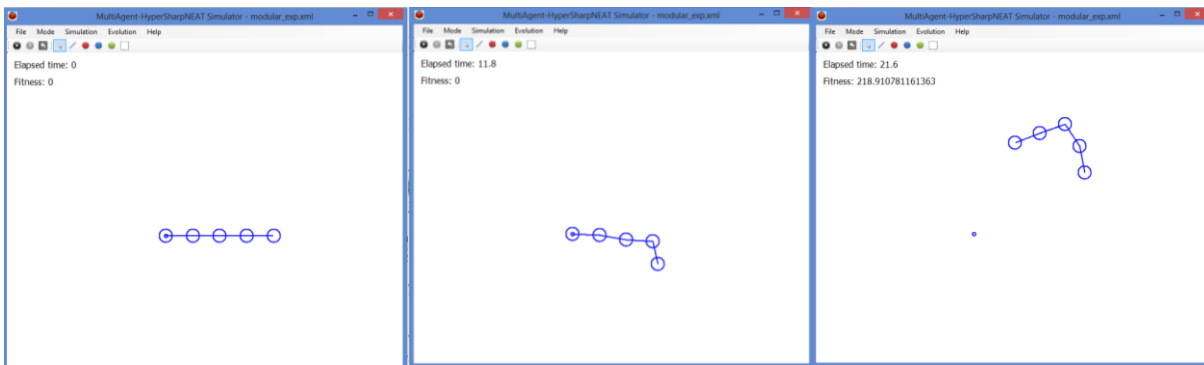 MultiAgent-HyperSharpNEAT Simulator - modular_exp.xml
File Mode Simulation Evolution Help
Elapsed time: 0
Fitness: 0
MultiAgent-HyperSharpNEAT Simulator - modular_exp.xml
File Mode Simulation Evolution Help
Elapsed time: 11.8
Fitness: 0
MultiAgent-HyperSharpNEAT Simulator - modular_exp.xml
File Mode Simulation Evolution Help
Elapsed time: 21.6
Fitness: 218.910781161363